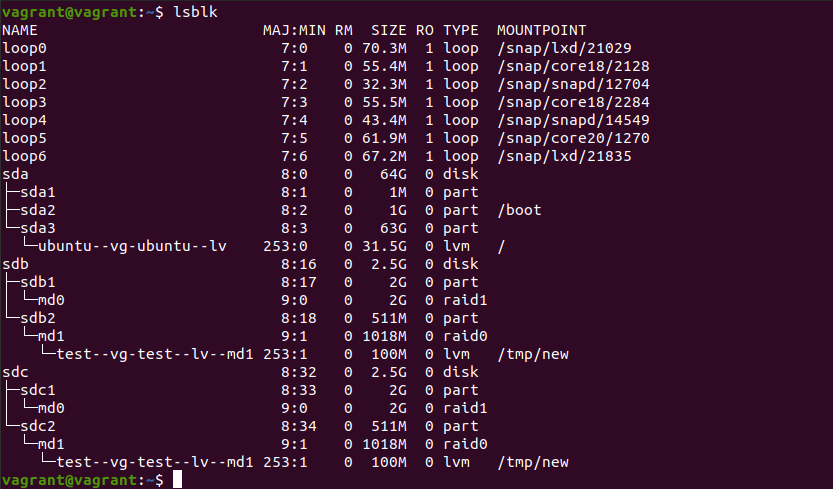 vagrant@vagrant:~$ lsblk
NAME                         MAJ:MIN RM   SIZE RO TYPE  MOUNTPOINT
loop0                          7:0    0  70.3M  1 loop  /snap/lxd/21029
loop1                          7:1    0  55.4M  1 loop  /snap/core18/2128
loop2                          7:2    0  32.3M  1 loop  /snap/snapd/12704
loop3                          7:3    0  55.5M  1 loop  /snap/core18/2284
loop4                          7:4    0  43.4M  1 loop  /snap/snapd/14549
loop5                          7:5    0  61.9M  1 loop  /snap/core20/1270
loop6                          7:6    0  67.2M  1 loop  /snap/lxd/21835
sda                            8:0    0    64G  0 disk
├─sda1                         8:1    0     1M  0 part
├─sda2                         8:2    0     1G  0 part  /boot
└─sda3                         8:3    0    63G  0 part
  └─ubuntu--vg-ubuntu--lv    253:0    0  31.5G  0 lvm   /
sdb                            8:16   0   2.5G  0 disk
├─sdb1                         8:17   0     2G  0 part
│ └─md0                        9:0    0     2G  0 raid1
└─sdb2                         8:18   0   511M  0 part
  └─md1                        9:1    0  1018M  0 raid0
    └─test--vg-test--lv--md1 253:1    0   100M  0 lvm   /tmp/new
sdc                            8:32   0   2.5G  0 disk
├─sdc1                         8:33   0     2G  0 part
│ └─md0                        9:0    0     2G  0 raid1
└─sdc2                         8:34   0   511M  0 part
  └─md1                        9:1    0  1018M  0 raid0
    └─test--vg-test--lv--md1 253:1    0   100M  0 lvm   /tmp/new
vagrant@vagrant:~$